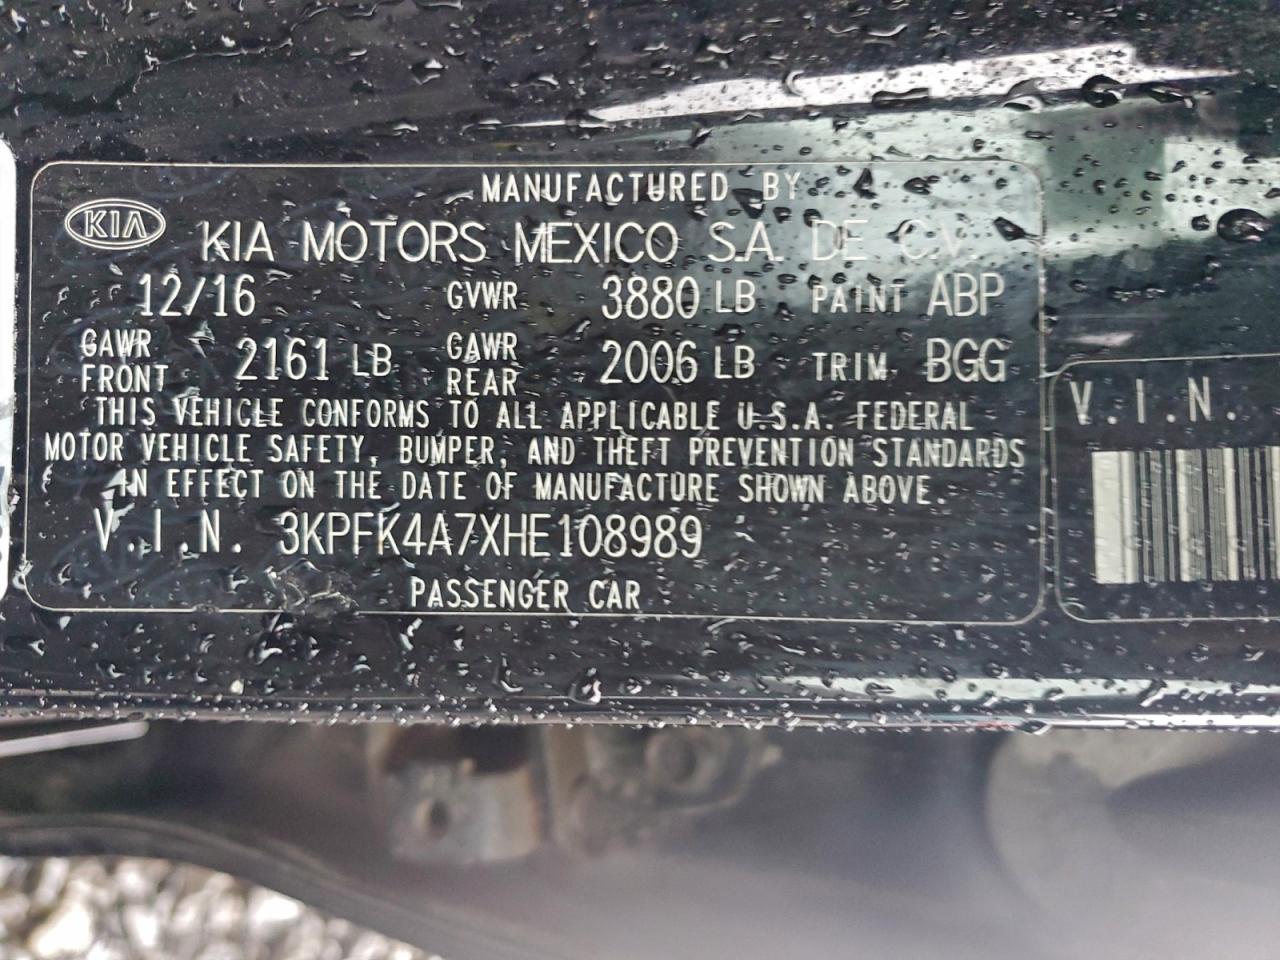 MANUFACTURED BY
KIA
KIA MOTORS MEXICO S.A. DE C.V.
12/16 GVWR 3880 LB PAINT ABP
GAWR FRONT 2161 LB GAWR REAR 2006 LB TRIM BGG
THIS VEHICLE CONFORMS TO ALL APPLICABLE U.S.A. FEDERAL
MOTOR VEHICLE SAFETY, BUMPER, AND THEFT PREVENTION STANDARDS
IN EFFECT ON THE DATE OF MANUFACTURE SHOWN ABOVE.
V.I.N. 3KPFK4A7XHE108989
PASSENGER CAR
V.I.N.